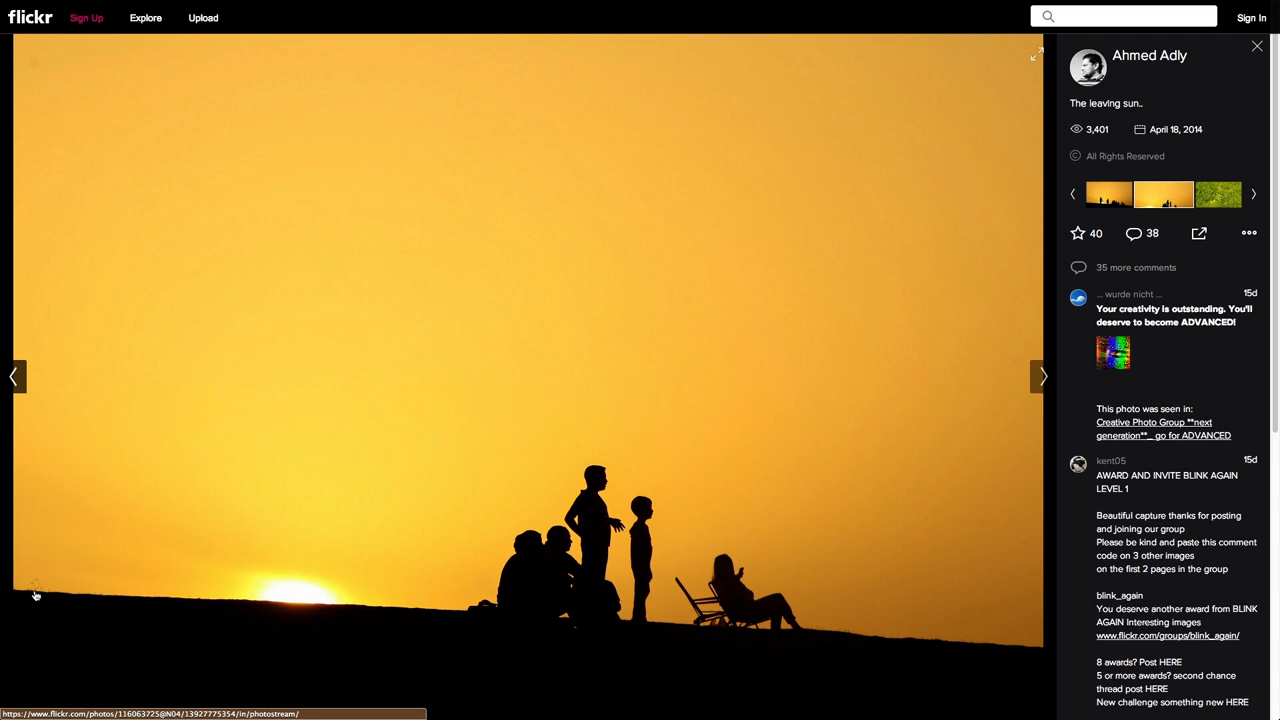 flickr
Sign Up
Explore
Upload
Sign In
Ahmed Adly
The leaving sun..
3,401
April 18, 2014
© All Rights Reserved
40
38
35 more comments
... wurde nicht ...
15d
Your creativity is outstanding. You'll
deserve to become ADVANCED!
This photo was seen in:
Creative Photo Group **next
generation**_ go for ADVANCED
kent05
15d
AWARD AND INVITE BLINK AGAIN
LEVEL 1
Beautiful capture thanks for posting
and joining our group
Please be kind and paste this comment
code on 3 other images
on the first 2 pages in the group
blink_again
You deserve another award from BLINK
AGAIN Interesting images
www.flickr.com/groups/blink_again/
8 awards? Post HERE
5 or more awards? second chance
thread post HERE
New challenge something new HERE
https://www.flickr.com/photos/116063725@N04/13927775354/in/photostream/